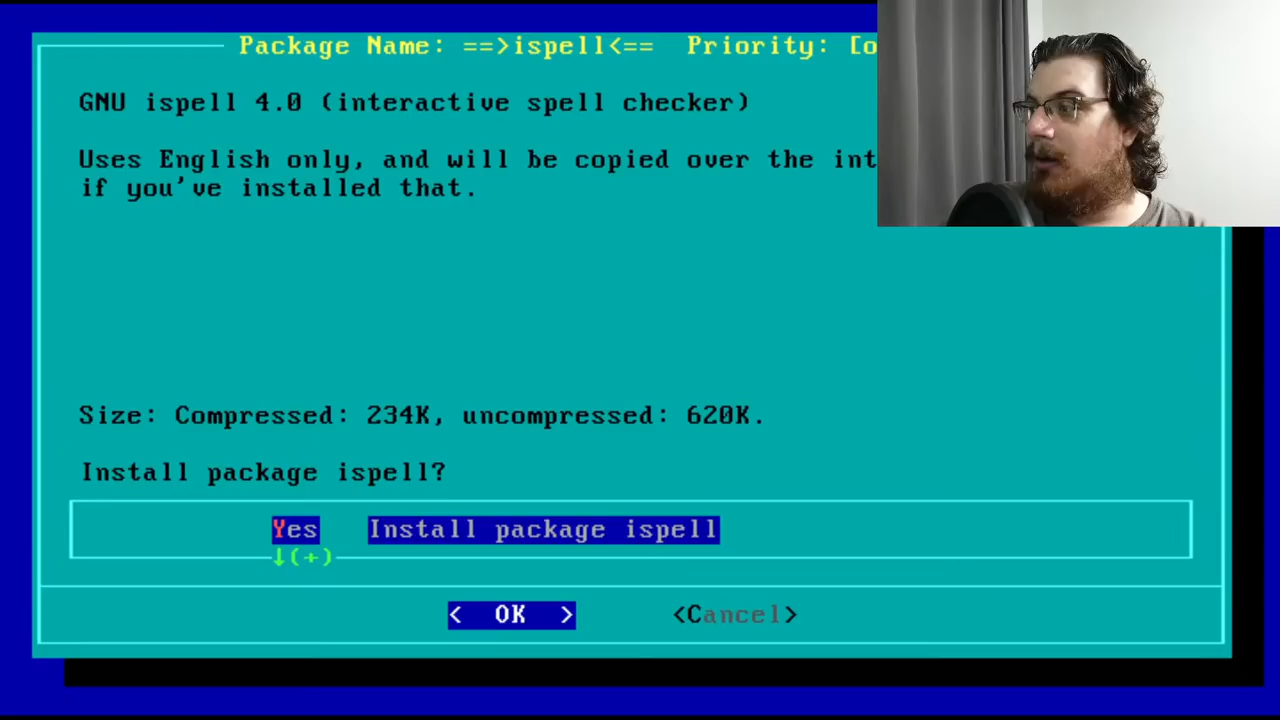 Package Name: ==>ispell<== Priority: [o
GNU ispell 4.0 (interactive spell checker)
Uses English only, and will be copied over the int
if you've installed that.
Size: Compressed: 234K, uncompressed: 620K.
Install package ispell?
Yes Install package ispell
↓(+)
< OK > <Cancel>